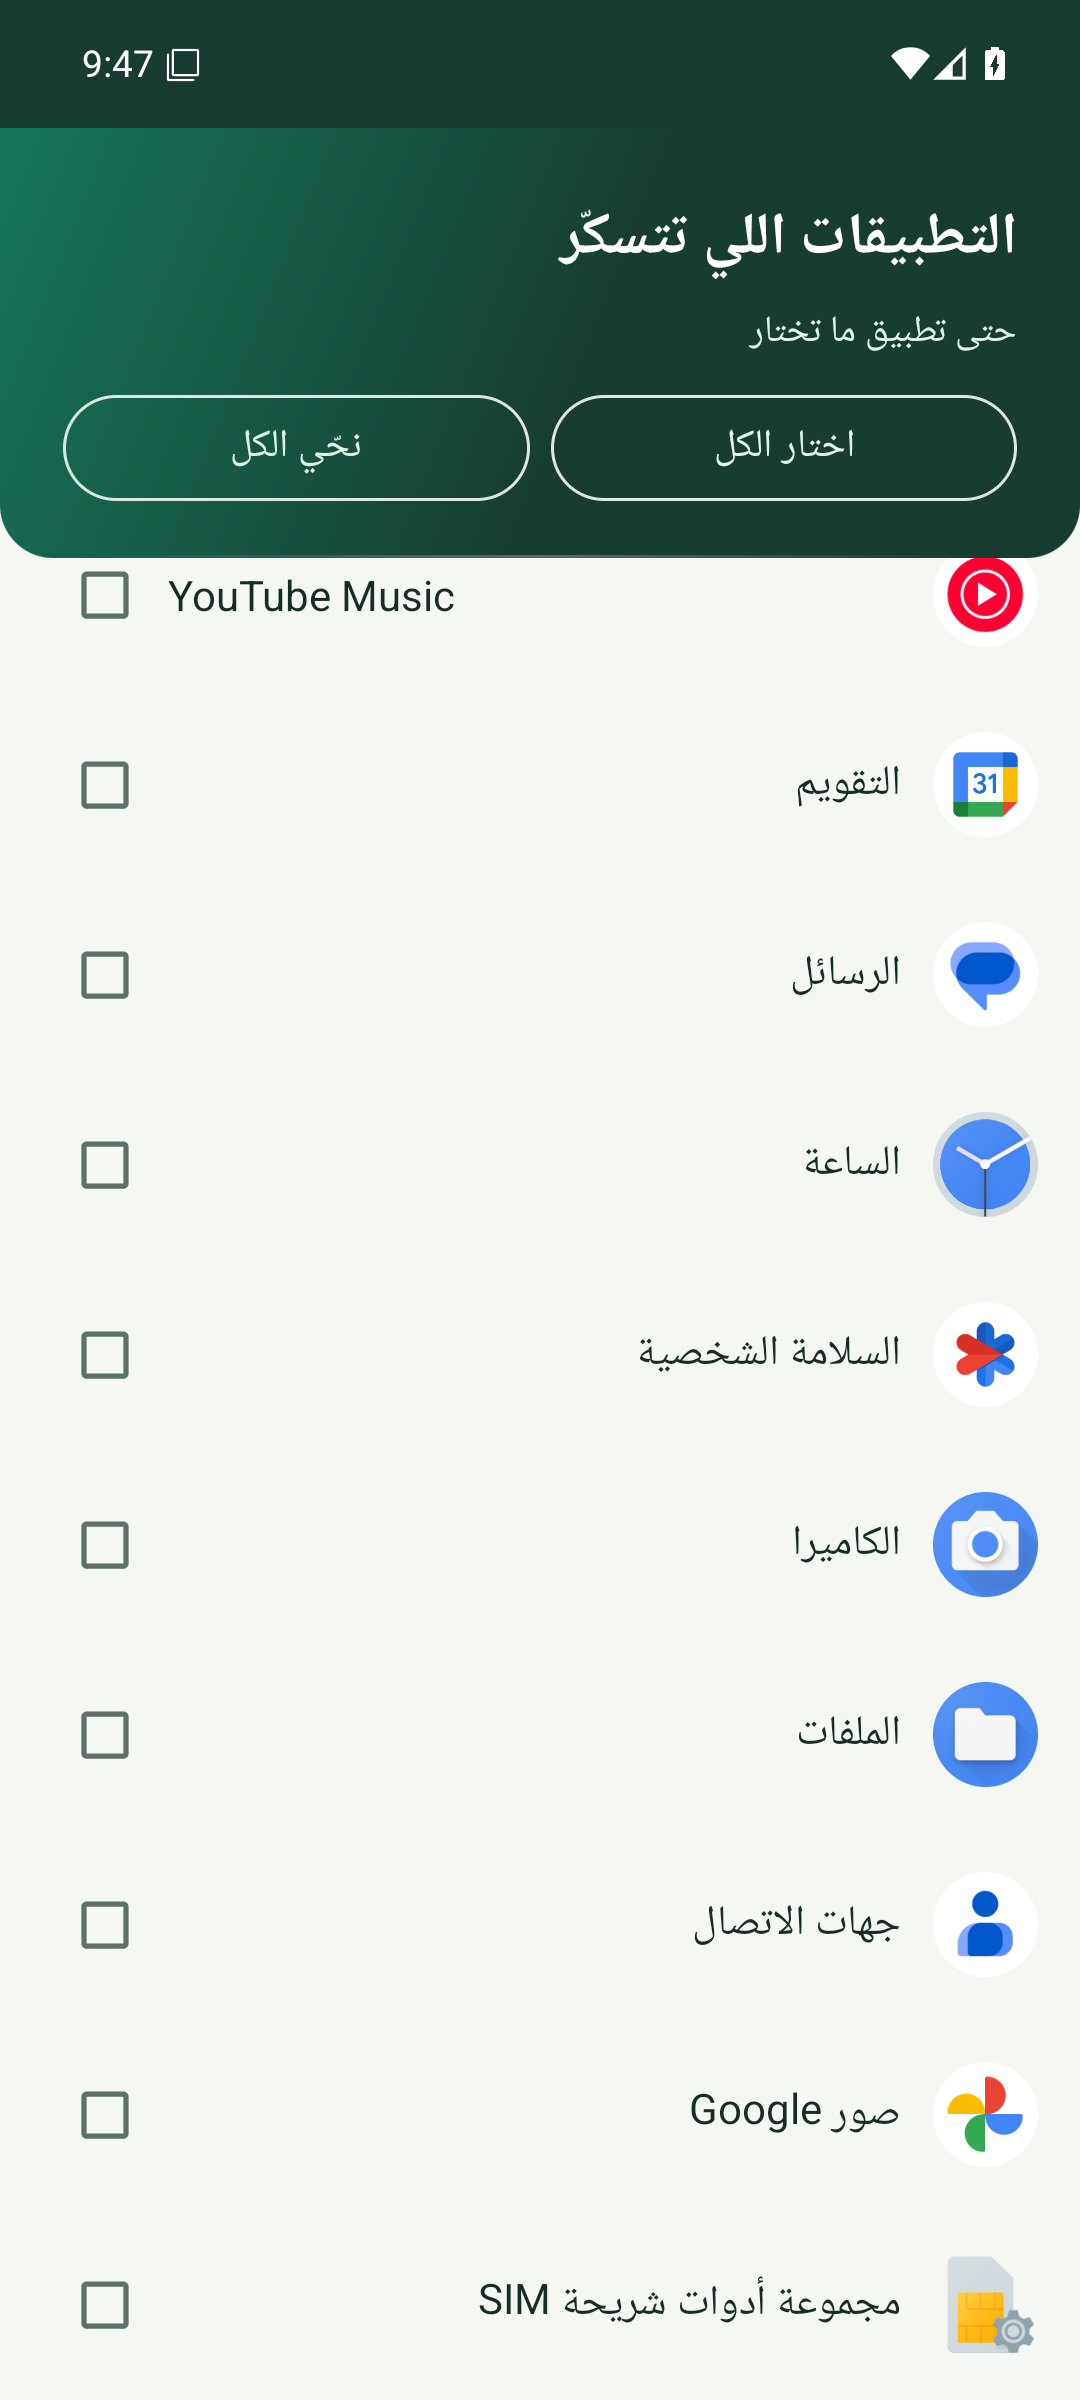 9:47
التطبيقات اللي تتسكّر
حتى تطبيق ما تختار
اختار الكل
نحّي الكل
YouTube Music
التقويم
31
الرسائل
الساعة
السلامة الشخصية
الكاميرا
الملفات
جهات الاتصال
صور Google
مجموعة أدوات شريحة SIM